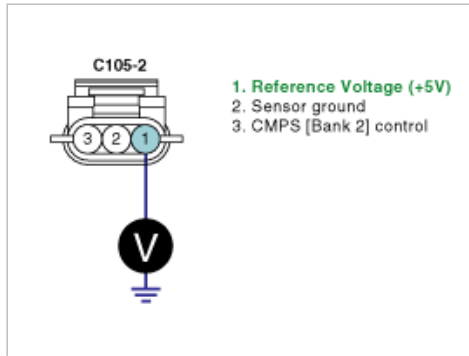 C105-2
1. Reference Voltage (+5V)
2. Sensor ground
3. CMPS [Bank 2] control
3 2 1
V